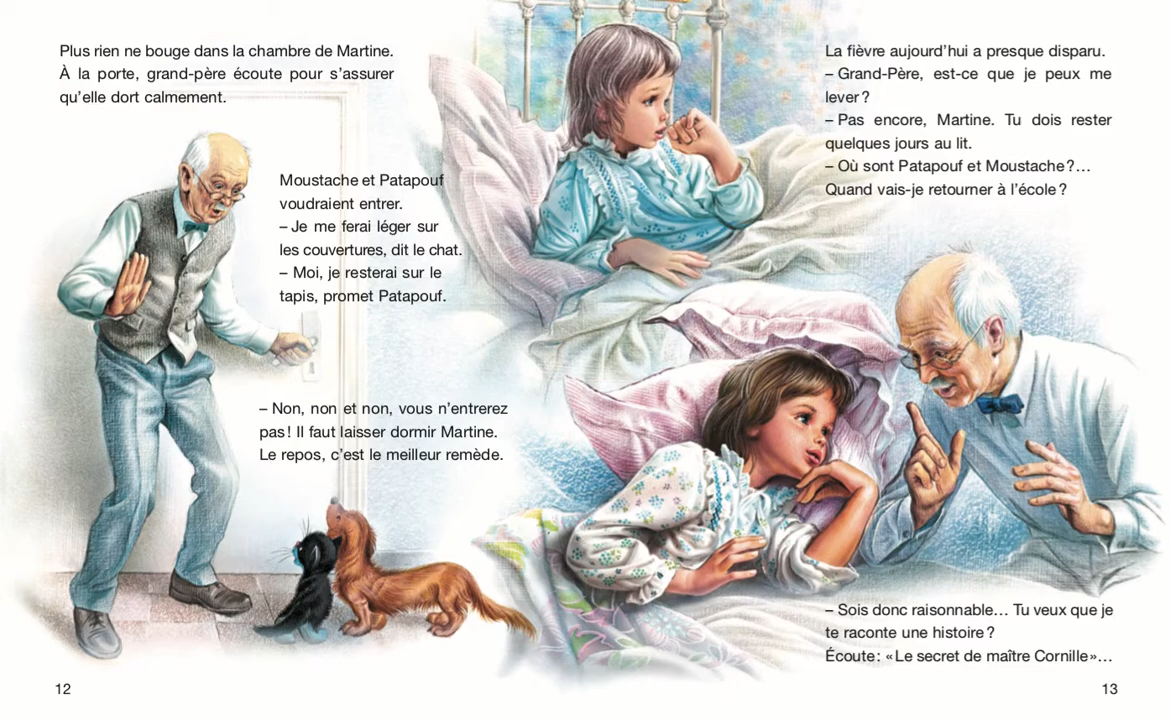 Plus rien ne bouge dans la chambre de Martine.
À la porte, grand-père écoute pour s'assurer
qu'elle dort calmement.
Moustache et Patapouf
voudraient entrer.
– Je me ferai léger sur
les couvertures, dit le chat.
– Moi, je resterai sur le
tapis, promet Patapouf.
– Non, non et non, vous n'entrerez
pas ! Il faut laisser dormir Martine.
Le repos, c'est le meilleur remède.
12
La fièvre aujourd'hui a presque disparu.
– Grand-Père, est-ce que je peux me
lever ?
– Pas encore, Martine. Tu dois rester
quelques jours au lit.
– Où sont Patapouf et Moustache ?…
Quand vais-je retourner à l'école ?
– Sois donc raisonnable… Tu veux que je
te raconte une histoire ?
Écoute : « Le secret de maître Cornille »…
13